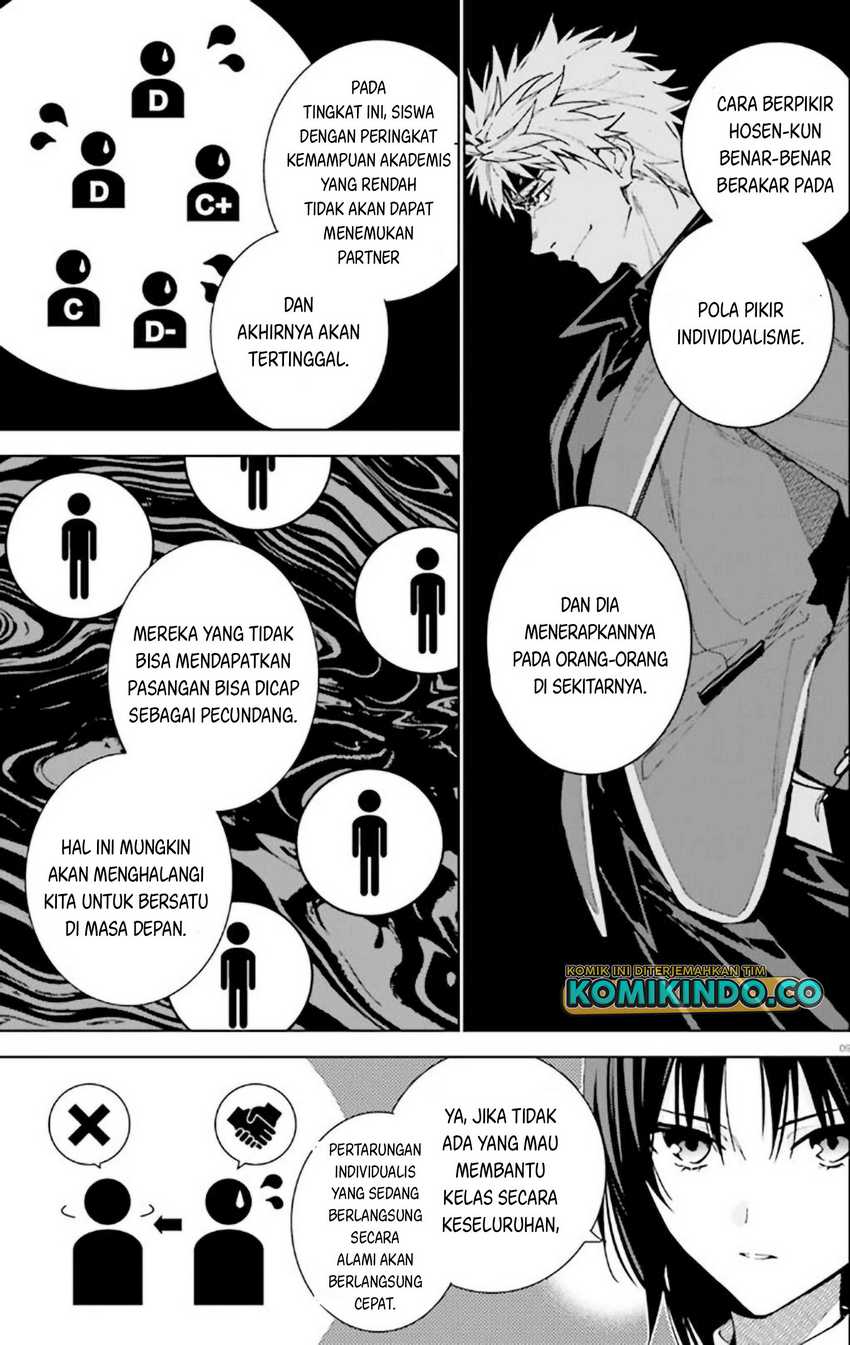 CARA BERPIKIR
HOSEN-KUN
BENAR-BENAR
BERAKAR PADA
POLA PIKIR
INDIVIDUALISME.
DAN DIA
MENERAPKANNYA
PADA ORANG-ORANG
DI SEKITARNYA.
PADA
TINGKAT INI, SISWA
DENGAN PERINGKAT
KEMAMPUAN AKADEMIS
YANG RENDAH
TIDAK AKAN DAPAT
MENEMUKAN
PARTNER
DAN
AKHIRNYA AKAN
TERTINGGAL.
D
D
C+
C
D-
MEREKA YANG TIDAK
BISA MENDAPATKAN
PASANGAN BISA DICAP
SEBAGAI PECUNDANG.
HAL INI MUNGKIN
AKAN MENGHALANGI
KITA UNTUK BERSATU
DI MASA DEPAN.
KOMIK INI DITERJEMAHKAN TIM
KOMIKINDO.CO
09
YA, JIKA TIDAK
ADA YANG MAU
MEMBANTU
KELAS SECARA
KESELURUHAN,
PERTARUNGAN
INDIVIDUALIS
YANG SEDANG
BERLANGSUNG
SECARA
ALAMI AKAN
BERLANGSUNG
CEPAT.